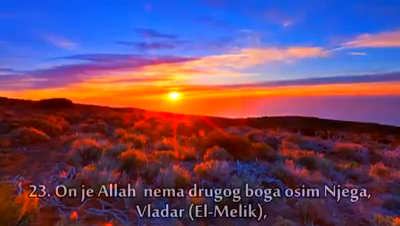 23. On je Allah nema drugog boga osim Njega,
Vladar (El-Melik),